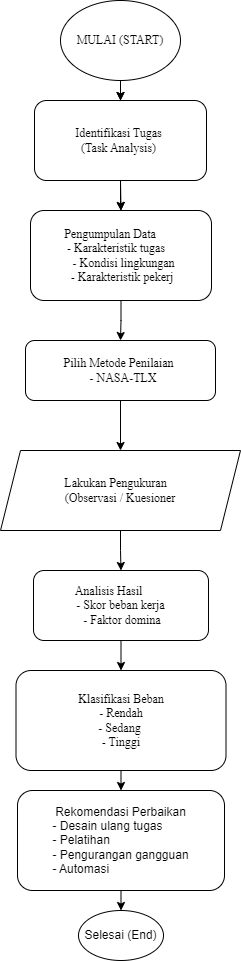 MULAI (START)
Identifikasi Tugas
(Task Analysis)
Pengumpulan Data
- Karakteristik tugas
- Kondisi lingkungan
- Karakteristik pekerj
Pilih Metode Penilaian
- NASA-TLX
Lakukan Pengukuran
(Observasi / Kuesioner
Analisis Hasil
- Skor beban kerja
- Faktor domina
Klasifikasi Beban
- Rendah
- Sedang
- Tinggi
Rekomendasi Perbaikan
- Desain ulang tugas
- Pelatihan
- Pengurangan gangguan
- Automasi
Selesai (End)